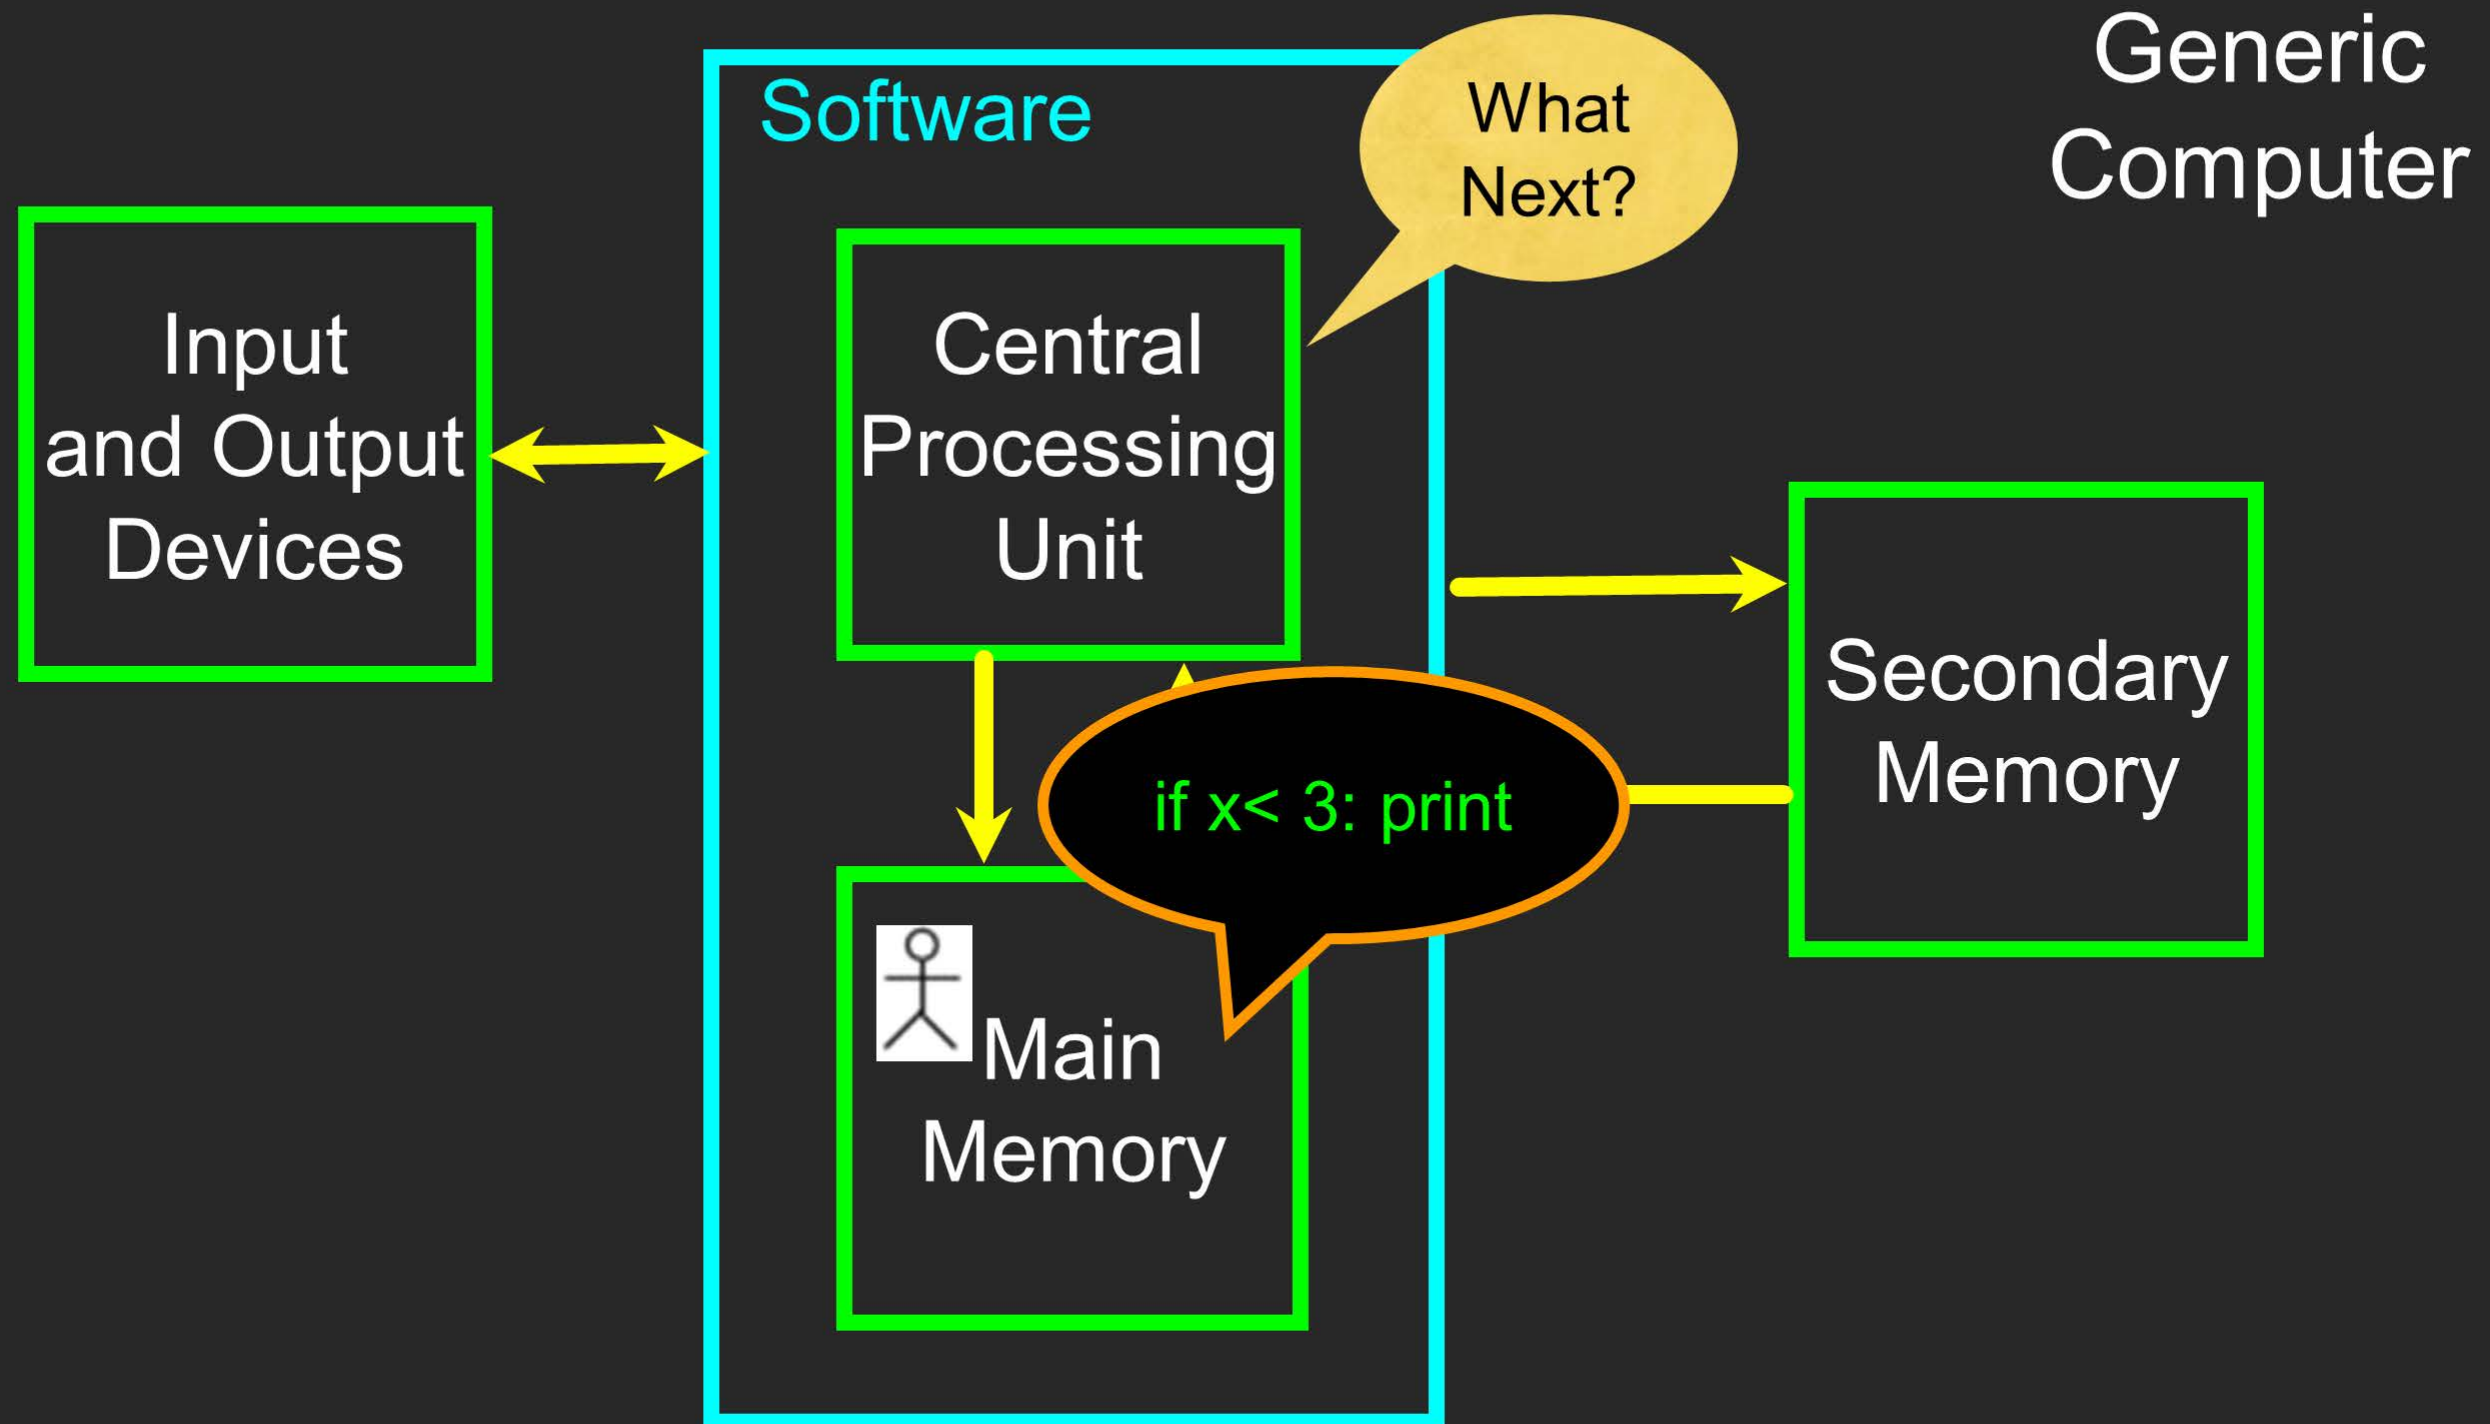 Generic
Computer
Software
What
Next?
Input
and Output
Devices
Central
Processing
Unit
if x< 3: print
Secondary
Memory
Main
Memory